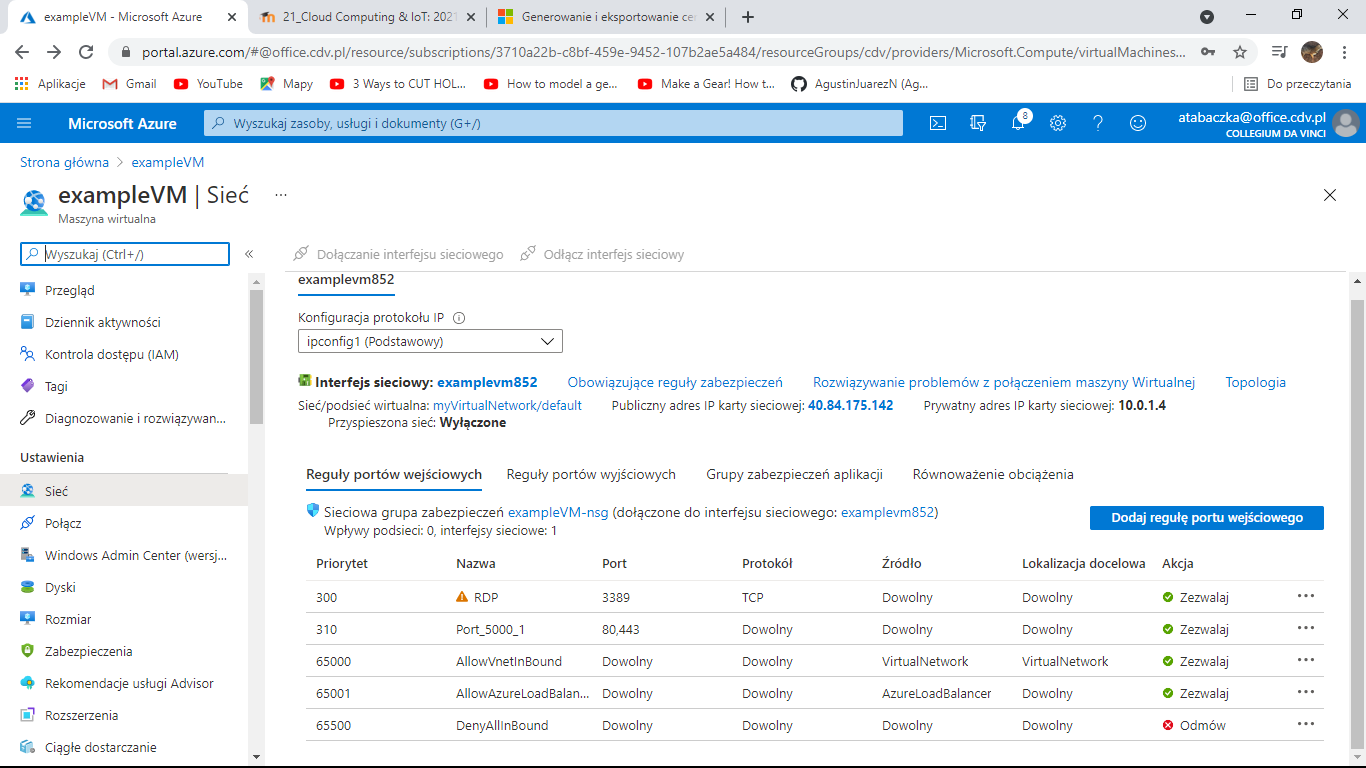 exampleVM - Microsoft Azure
21_Cloud Computing & IoT: 2021
Generowanie i eksportowanie cer
portal.azure.com/#@office.cdv.pl/resource/subscriptions/3710a22b-c8bf-459e-9452-107b2ae5a484/resourceGroups/cdv/providers/Microsoft.Compute/virtualMachines...
Aplikacje
Gmail
YouTube
Mapy
3 Ways to CUT HOL...
How to model a ge...
Make a Gear! How t...
AgustinJuarezN (Ag...
Do przeczytania
Microsoft Azure
Wyszukaj zasoby, usługi i dokumenty (G+/)
8
atabaczka@office.cdv.pl
COLLEGIUM DA VINCI
Strona główna > exampleVM
exampleVM | Sieć ...
Maszyna wirtualna
Wyszukaj (Ctrl+/)
«
Przegląd
Dziennik aktywności
Kontrola dostępu (IAM)
Tagi
Diagnozowanie i rozwiązywan...
Ustawienia
Sieć
Połącz
Windows Admin Center (wersj...
Dyski
Rozmiar
Zabezpieczenia
Rekomendacje usługi Advisor
Rozszerzenia
Ciągłe dostarczanie
Dołączanie interfejsu sieciowego
Odłącz interfejs sieciowy
examplevm852
Konfiguracja protokołu IP
ipconfig1 (Podstawowy)
Interfejs sieciowy: examplevm852
Obowiązujące reguły zabezpieczeń
Rozwiązywanie problemów z połączeniem maszyny Wirtualnej
Topologia
Sieć/podsieć wirtualna: myVirtualNetwork/default
Publiczny adres IP karty sieciowej: 40.84.175.142
Prywatny adres IP karty sieciowej: 10.0.1.4
Przyspieszona sieć: Wyłączone
Reguły portów wejściowych
Reguły portów wyjściowych
Grupy zabezpieczeń aplikacji
Równoważenie obciążenia
Sieciowa grupa zabezpieczeń exampleVM-nsg (dołączone do interfejsu sieciowego: examplevm852)
Wpływy podsieci: 0, interfejsy sieciowe: 1
Dodaj regułę portu wejściowego
Priorytet Nazwa Port Protokół Źródło Lokalizacja docelowa Akcja
300 RDP 3389 TCP Dowolny Dowolny Zezwalaj ...
310 Port_5000_1 80,443 Dowolny Dowolny Dowolny Zezwalaj ...
65000 AllowVnetInBound Dowolny Dowolny VirtualNetwork VirtualNetwork Zezwalaj ...
65001 AllowAzureLoadBalan... Dowolny Dowolny AzureLoadBalancer Dowolny Zezwalaj ...
65500 DenyAllInBound Dowolny Dowolny Dowolny Dowolny Odmów ...